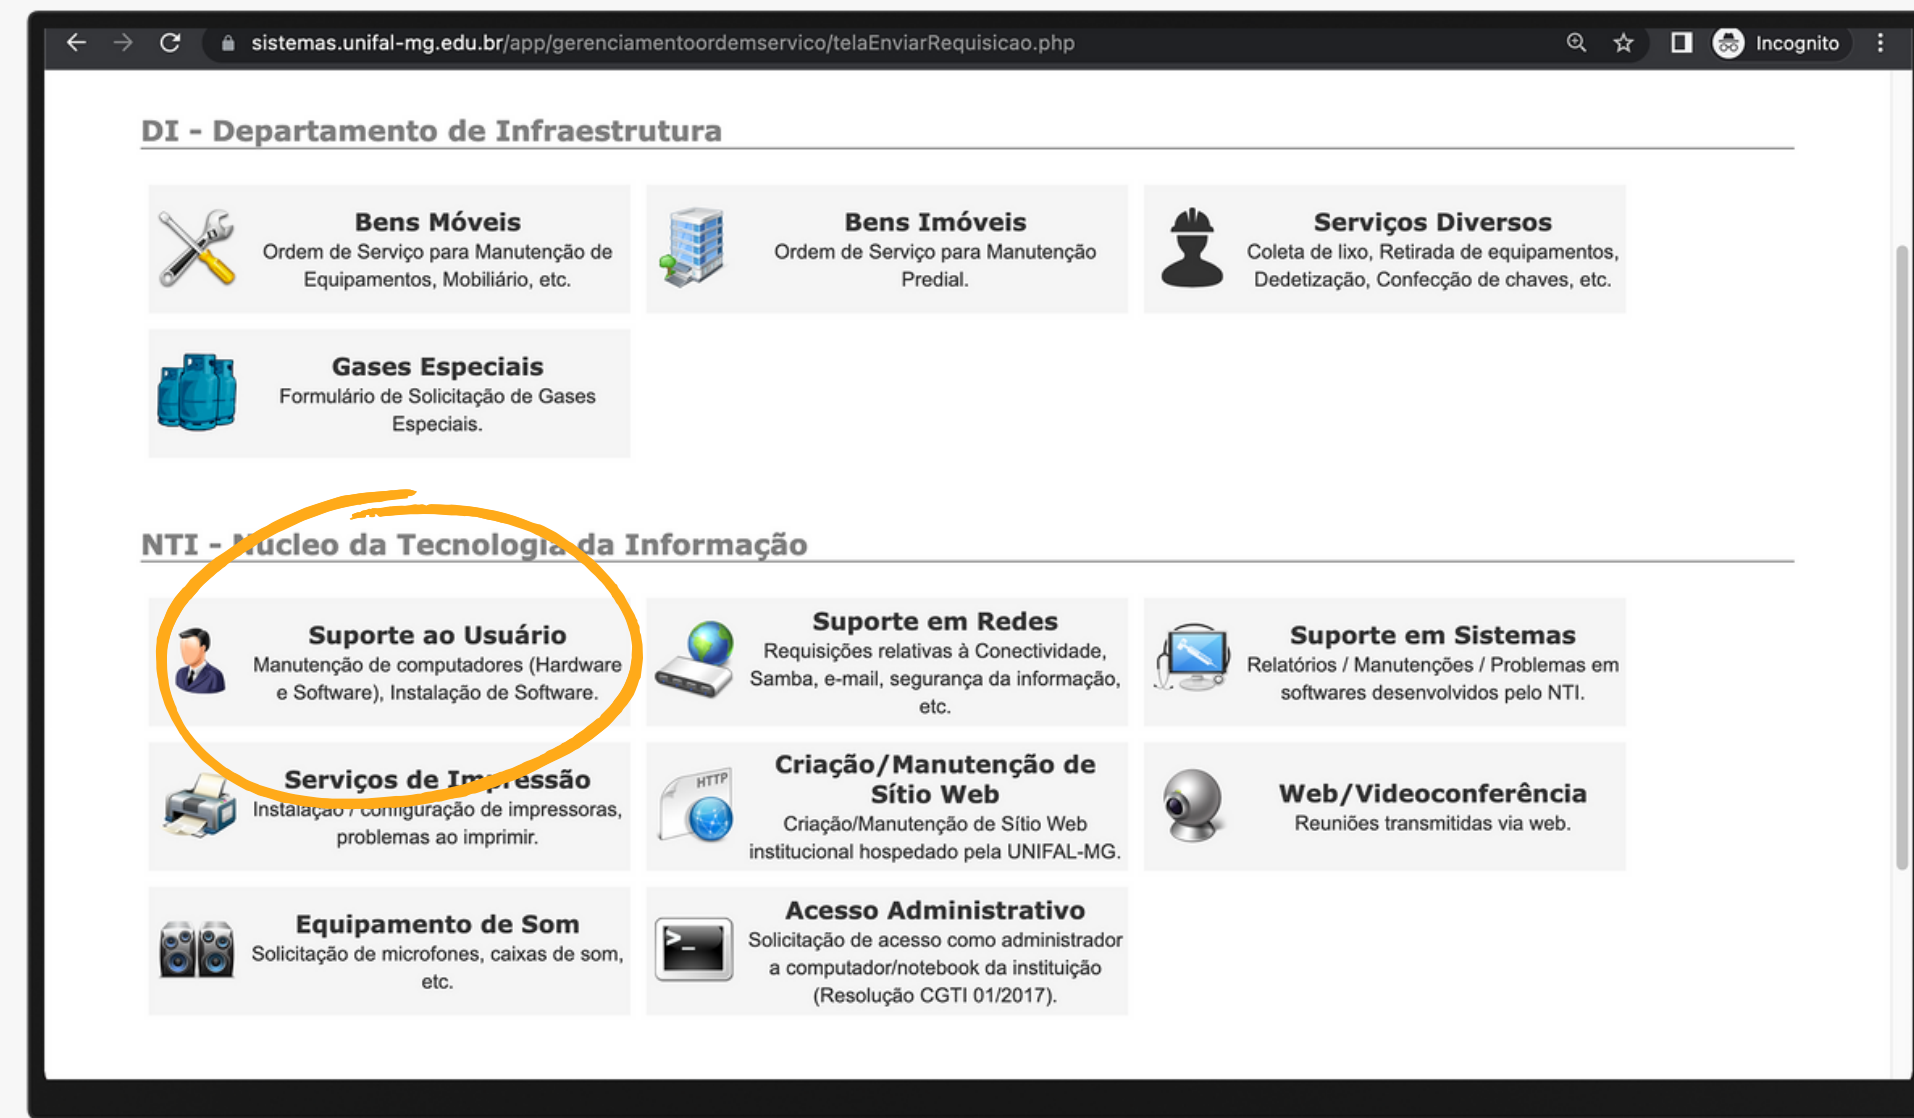 sistemas.unifal-mg.edu.br/app/gerenciamentoordemservico/telaEnviarRequisicao.php
Incognito
DI - Departamento de Infraestrutura
Bens Móveis
Ordem de Serviço para Manutenção de
Equipamentos, Mobiliário, etc.
Bens Imóveis
Ordem de Serviço para Manutenção
Predial.
Serviços Diversos
Coleta de lixo, Retirada de equipamentos,
Dedetização, Confecção de chaves, etc.
Gases Especiais
Formulário de Solicitação de Gases
Especiais.
NTI - Núcleo da Tecnologia da Informação
Suporte ao Usuário
Manutenção de computadores (Hardware
e Software), Instalação de Software.
Suporte em Redes
Requisições relativas à Conectividade,
Samba, e-mail, segurança da informação,
etc.
Suporte em Sistemas
Relatórios / Manutenções / Problemas em
softwares desenvolvidos pelo NTI.
Serviços de Impressão
Instalação / configuração de impressoras,
problemas ao imprimir.
HTTP
Criação/Manutenção de
Sítio Web
Criação/Manutenção de Sítio Web
institucional hospedado pela UNIFAL-MG.
Web/Videoconferência
Reuniões transmitidas via web.
Equipamento de Som
Solicitação de microfones, caixas de som,
etc.
>_
Acesso Administrativo
Solicitação de acesso como administrador
a computador/notebook da instituição
(Resolução CGTI 01/2017).